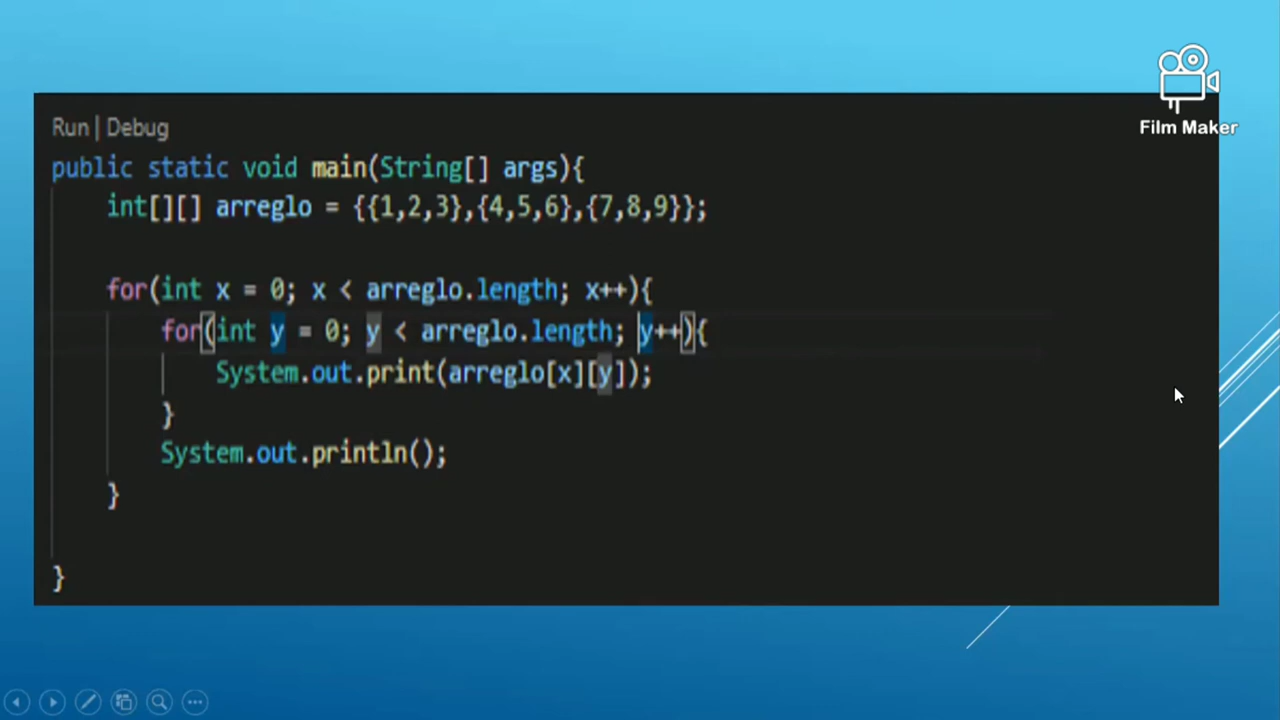 Film Maker
Run | Debug
public static void main(String[] args){
int[][] arreglo = {{1,2,3},{4,5,6},{7,8,9}};
for(int x = 0; x < arreglo.length; x++){
for(int y = 0; y < arreglo.length; y++){
System.out.print(arreglo[x][y]);
}
System.out.println();
}
}